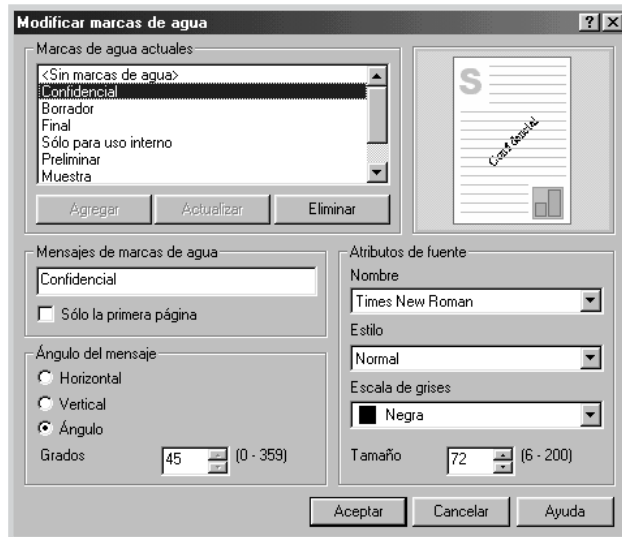 Modificar marcas de agua
Marcas de agua actuales
<Sin marcas de agua>
Confidencial
Borrador
Final
Sólo para uso interno
Preliminar
Muestra
Agregar Actualizar Eliminar
S
Confidencial
Mensajes de marcas de agua
Confidencial
Sólo la primera página
Ángulo del mensaje
Horizontal
Vertical
Ángulo
Grados 45 (0 - 359)
Atributos de fuente
Nombre
Times New Roman
Estilo
Normal
Escala de grises
Negra
Tamaño 72 (6 - 200)
Aceptar Cancelar Ayuda